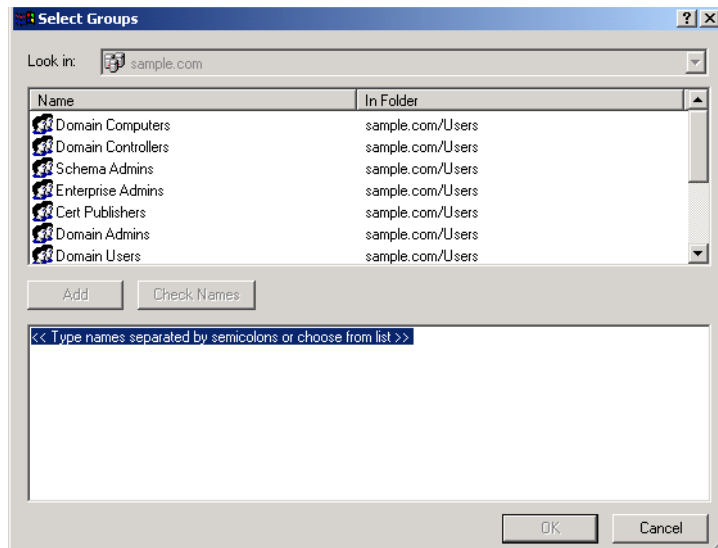 Select Groups
Look in: sample.com
Name In Folder
Domain Computers sample.com/Users
Domain Controllers sample.com/Users
Schema Admins sample.com/Users
Enterprise Admins sample.com/Users
Cert Publishers sample.com/Users
Domain Admins sample.com/Users
Domain Users sample.com/Users
Add Check Names
<< Type names separated by semicolons or choose from list >>
OK Cancel